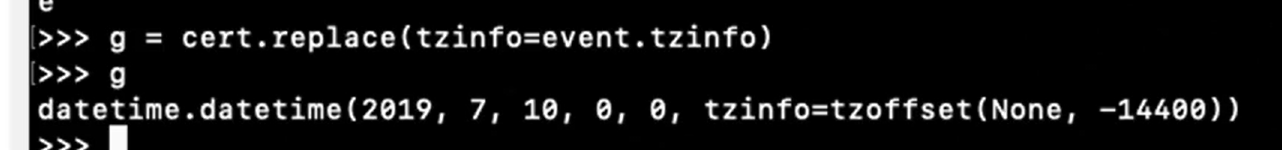 e
[>>> g = cert.replace(tzinfo=event.tzinfo)
[>>> g
datetime.datetime(2019, 7, 10, 0, 0, tzinfo=tzoffset(None, -14400))
>>>